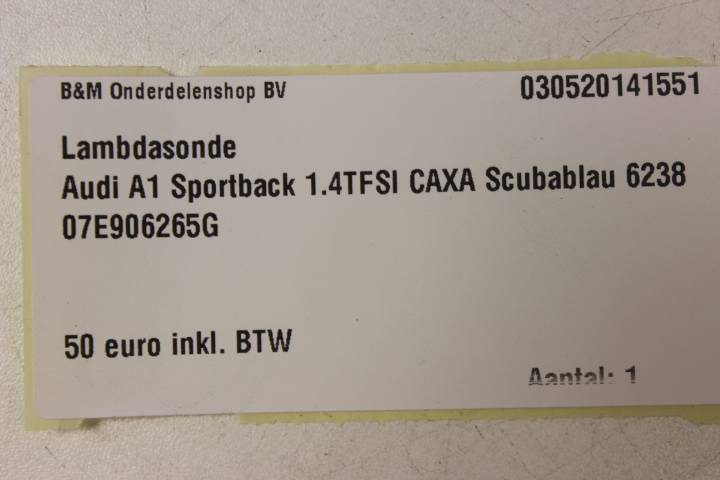 B&M Onderdelenshop BV 030520141551
Lambdasonde
Audi A1 Sportback 1.4TFSI CAXA Scubablau 6238
07E906265G
50 euro inkl. BTW
Aantal: 1